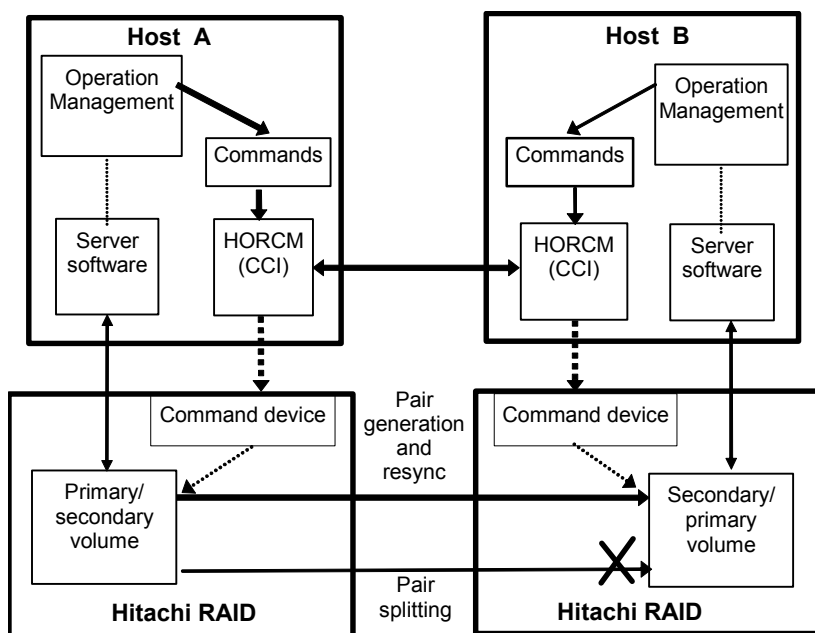 Host A
Operation
Management
Commands
Server
software
HORCM
(CCI)
Host B
Operation
Management
Commands
HORCM
(CCI)
Server
software
Command device
Primary/
secondary
volume
Hitachi RAID
Pair
generation
and
resync
Pair
splitting
Command device
Secondary/
primary
volume
Hitachi RAID